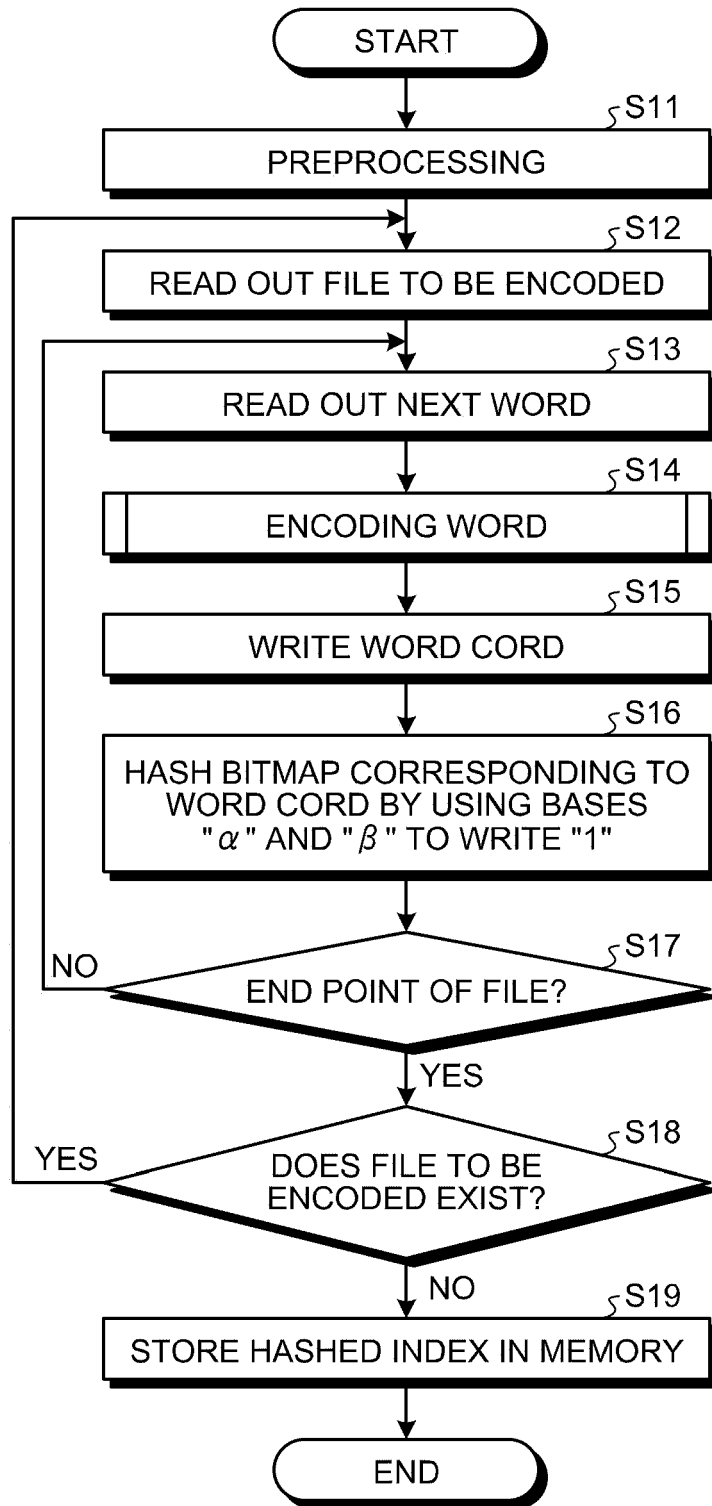 START
S11
PREPROCESSING
S12
READ OUT FILE TO BE ENCODED
S13
READ OUT NEXT WORD
S14
ENCODING WORD
S15
WRITE WORD CORD
S16
HASH BITMAP CORRESPONDING TO
WORD CORD BY USING BASES
"α" AND "β" TO WRITE "1"
S17
NO
END POINT OF FILE?
YES
S18
YES
DOES FILE TO BE
ENCODED EXIST?
NO
S19
STORE HASHED INDEX IN MEMORY
END